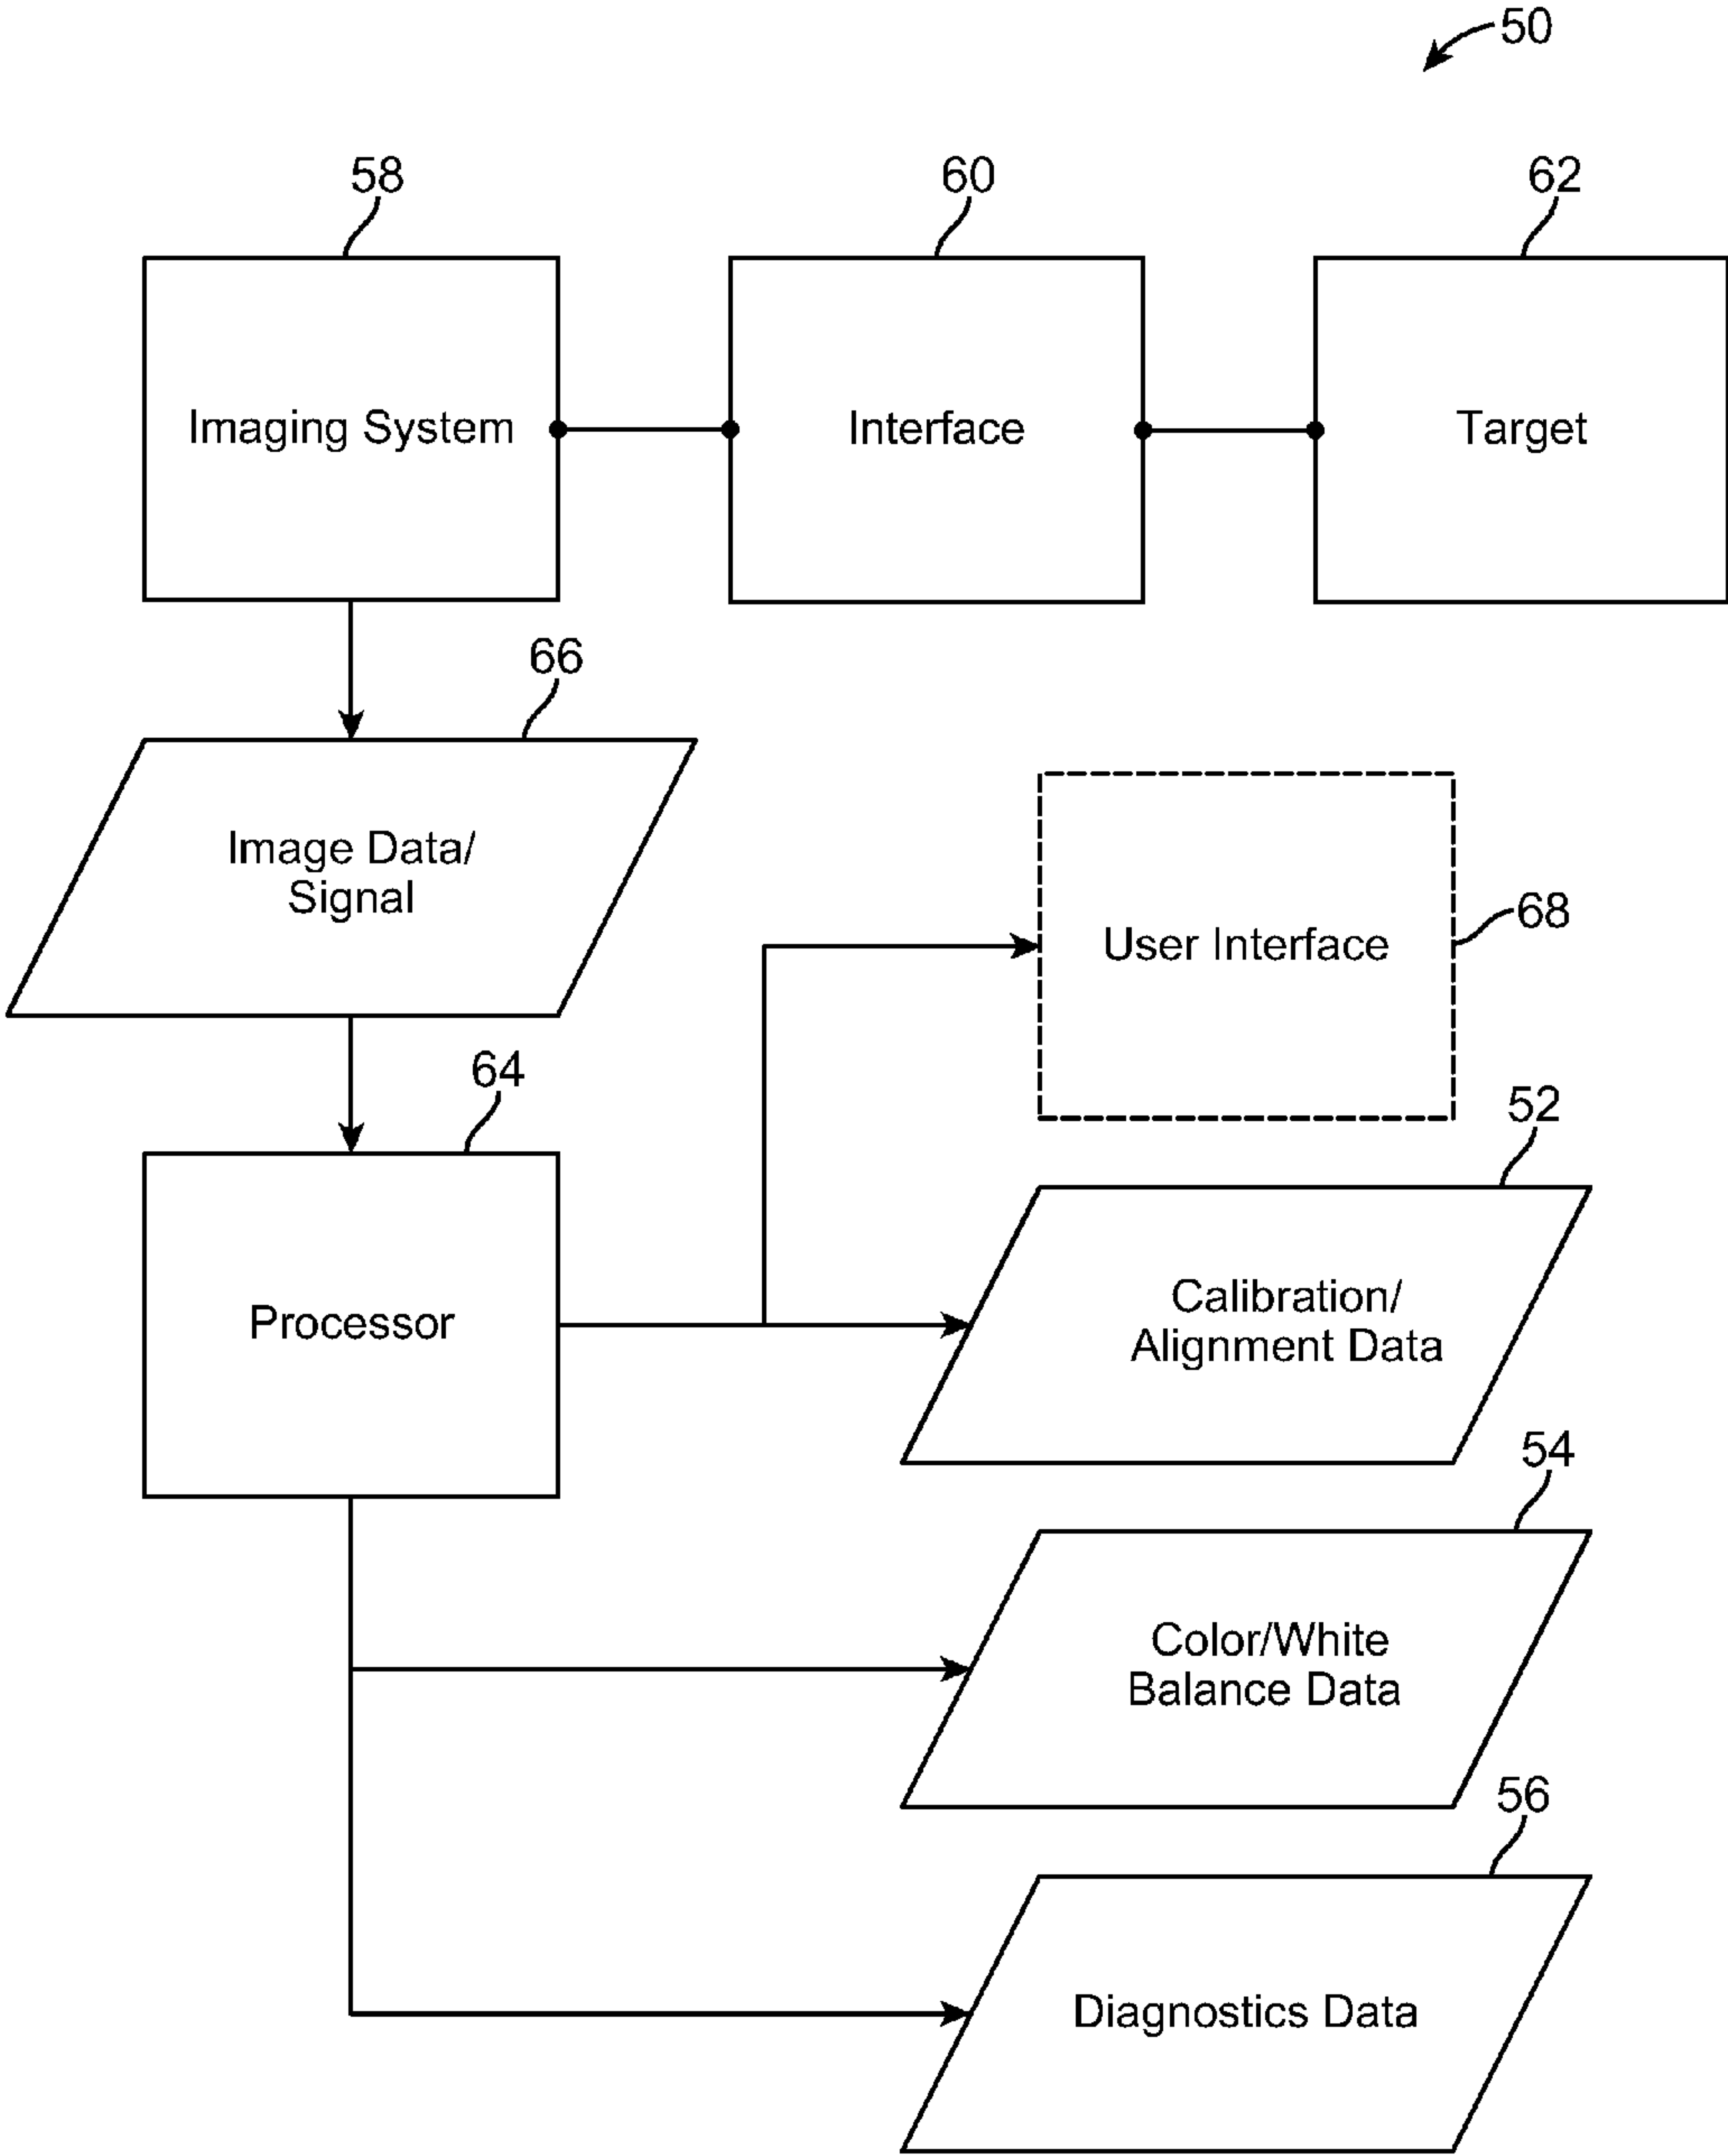 50
58
60
62
Imaging System
Interface
Target
66
Image Data/
Signal
68
User Interface
64
52
Processor
Calibration/
Alignment Data
54
Color/White
Balance Data
56
Diagnostics Data